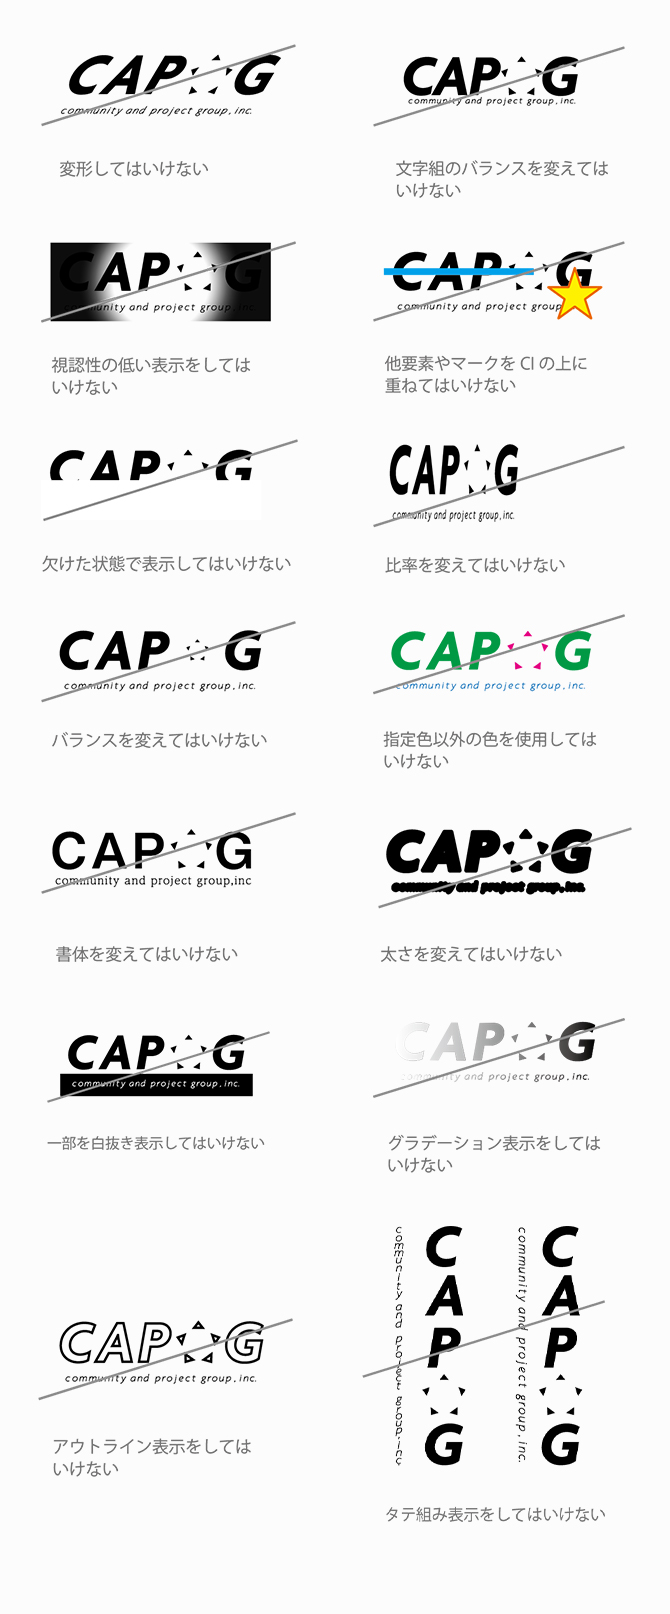 CAP G
community and project group, inc.
変形してはいけない
CAP G
community and project group, inc.
文字組のバランスを変えては
いけない
CAP G
community and project group, inc.
視認性の低い表示をしては
いけない
CAP G
community and project group
他要素やマークを CI の上に
重ねてはいけない
CAP G
欠けた状態で表示してはいけない
CAP G
community and project group, inc.
比率を変えてはいけない
CAP G
community and project group, inc.
バランスを変えてはいけない
CAP G
community and project group, inc.
指定色以外の色を使用しては
いけない
CAP G
community and project group,inc
書体を変えてはいけない
CAP G
community and project group, inc.
太さを変えてはいけない
CAP G
community and project group, inc.
一部を白抜き表示してはいけない
CAP G
community and project group, inc.
グラデーション表示をしては
いけない
CAP G
community and project group, inc.
アウトライン表示をしては
いけない
community and project group,inc
CAP G
community and project group, inc.
CAP G
タテ組み表示をしてはいけない